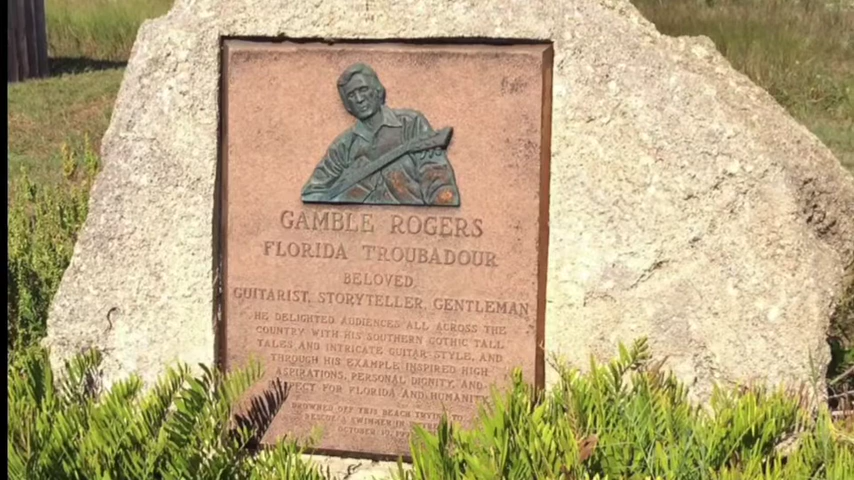 GAMBLE ROGERS
FLORIDA TROUBADOUR
BELOVED
GUITARIST, STORYTELLER, GENTLEMAN
HE DELIGHTED AUDIENCES ALL ACROSS THE
COUNTRY WITH HIS SOUTHERN GOTHIC TALL
TALES AND INTRICATE GUITAR STYLE, AND
THROUGH HIS EXAMPLE INSPIRED HIGH
ASPIRATIONS, PERSONAL DIGNITY, AND
FOR FLORIDA AND HUMANITY
DROWNED OFF THIS BEACH TRYING TO
RESCUE A SWIMMER IN
OCTOBER 10,